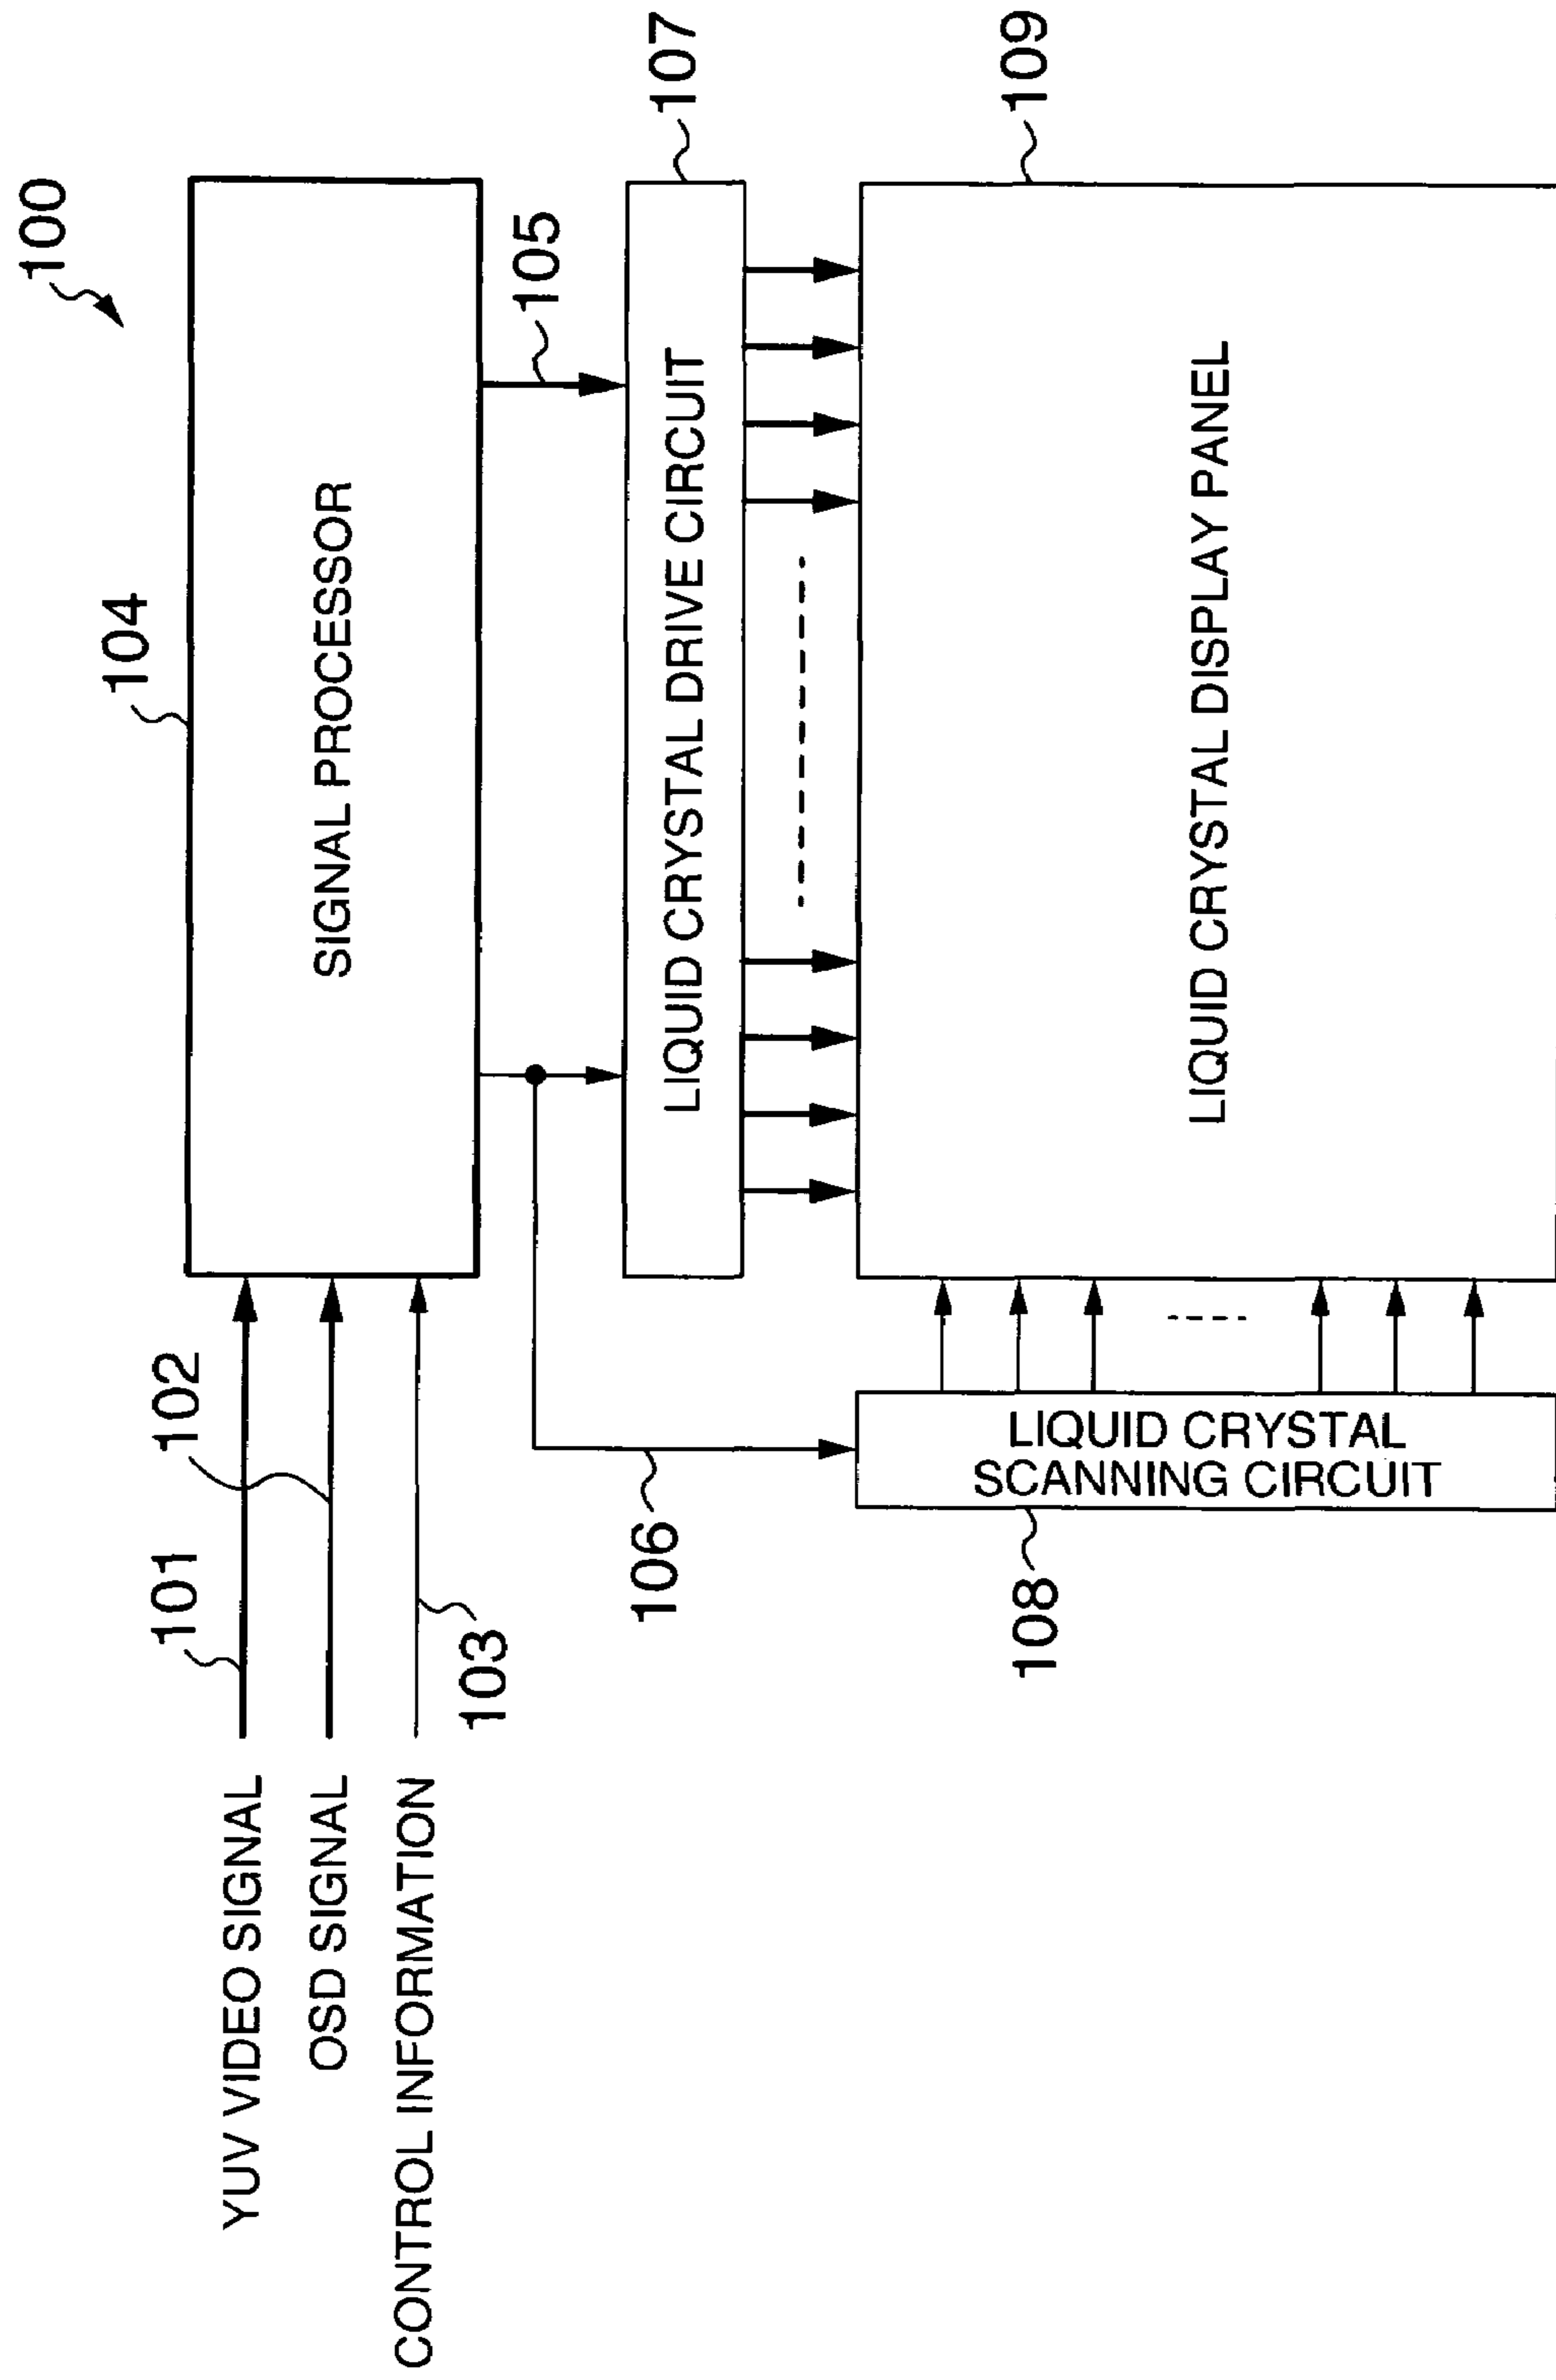 100
104
SIGNAL PROCESSOR
101
102
YUV VIDEO SIGNAL
OSD SIGNAL
CONTROL INFORMATION
103
105
106
107
LIQUID CRYSTAL DRIVE CIRCUIT
LIQUID CRYSTAL
SCANNING CIRCUIT
108
LIQUID CRYSTAL DISPLAY PANEL
109